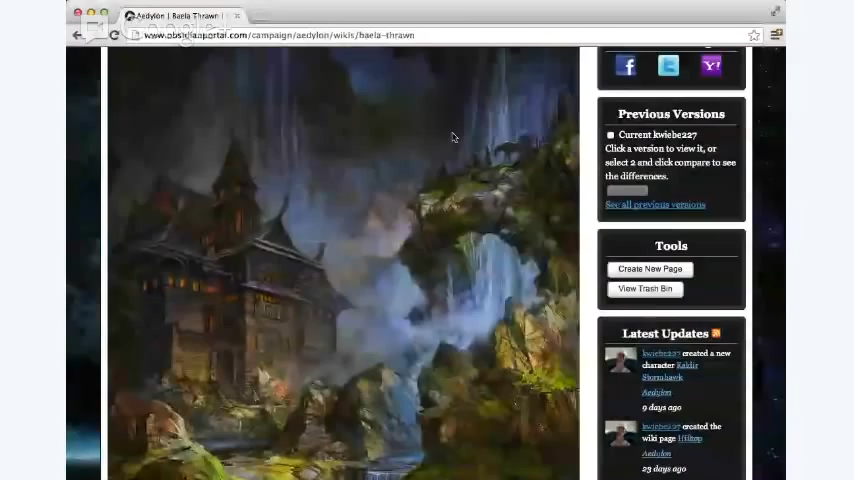 Aedylon | Baela Thrawn |
www.obsidianportal.com/campaign/aedylon/wikis/baela-thrawn
Previous Versions
Current kwiebe227
Click a version to view it, or
select 2 and click compare to see
the differences.
See all previous versions
Tools
Create New Page
View Trash Bin
Latest Updates
kwiebe227 created a new
character Kaldir
Stormhawk
Aedylon
9 days ago
kwiebe227 created the
wiki page Hilltop
Aedylon
23 days ago